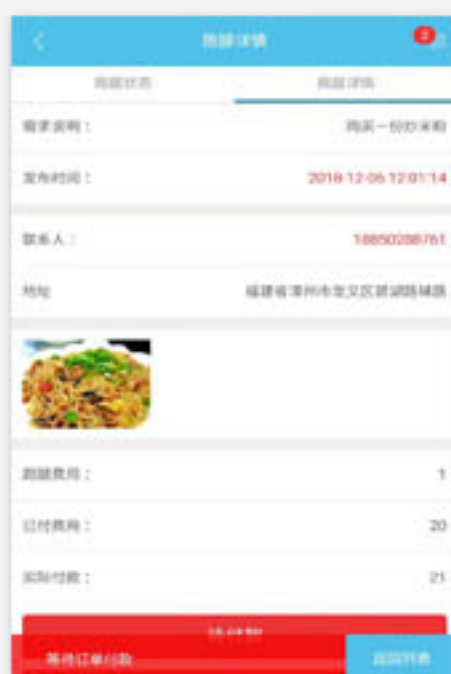 跑腿详情
2
跑腿状态 跑腿详情
需求说明： 购买一份炒米粉
发布时间： 2018-12-06 12:01:14
联系人： 18850288761
地址 福建省漳州市龙文区碧湖路辅路
跑腿费用： 1
已付费用： 20
实际付款： 21
等待订单付款 返回列表